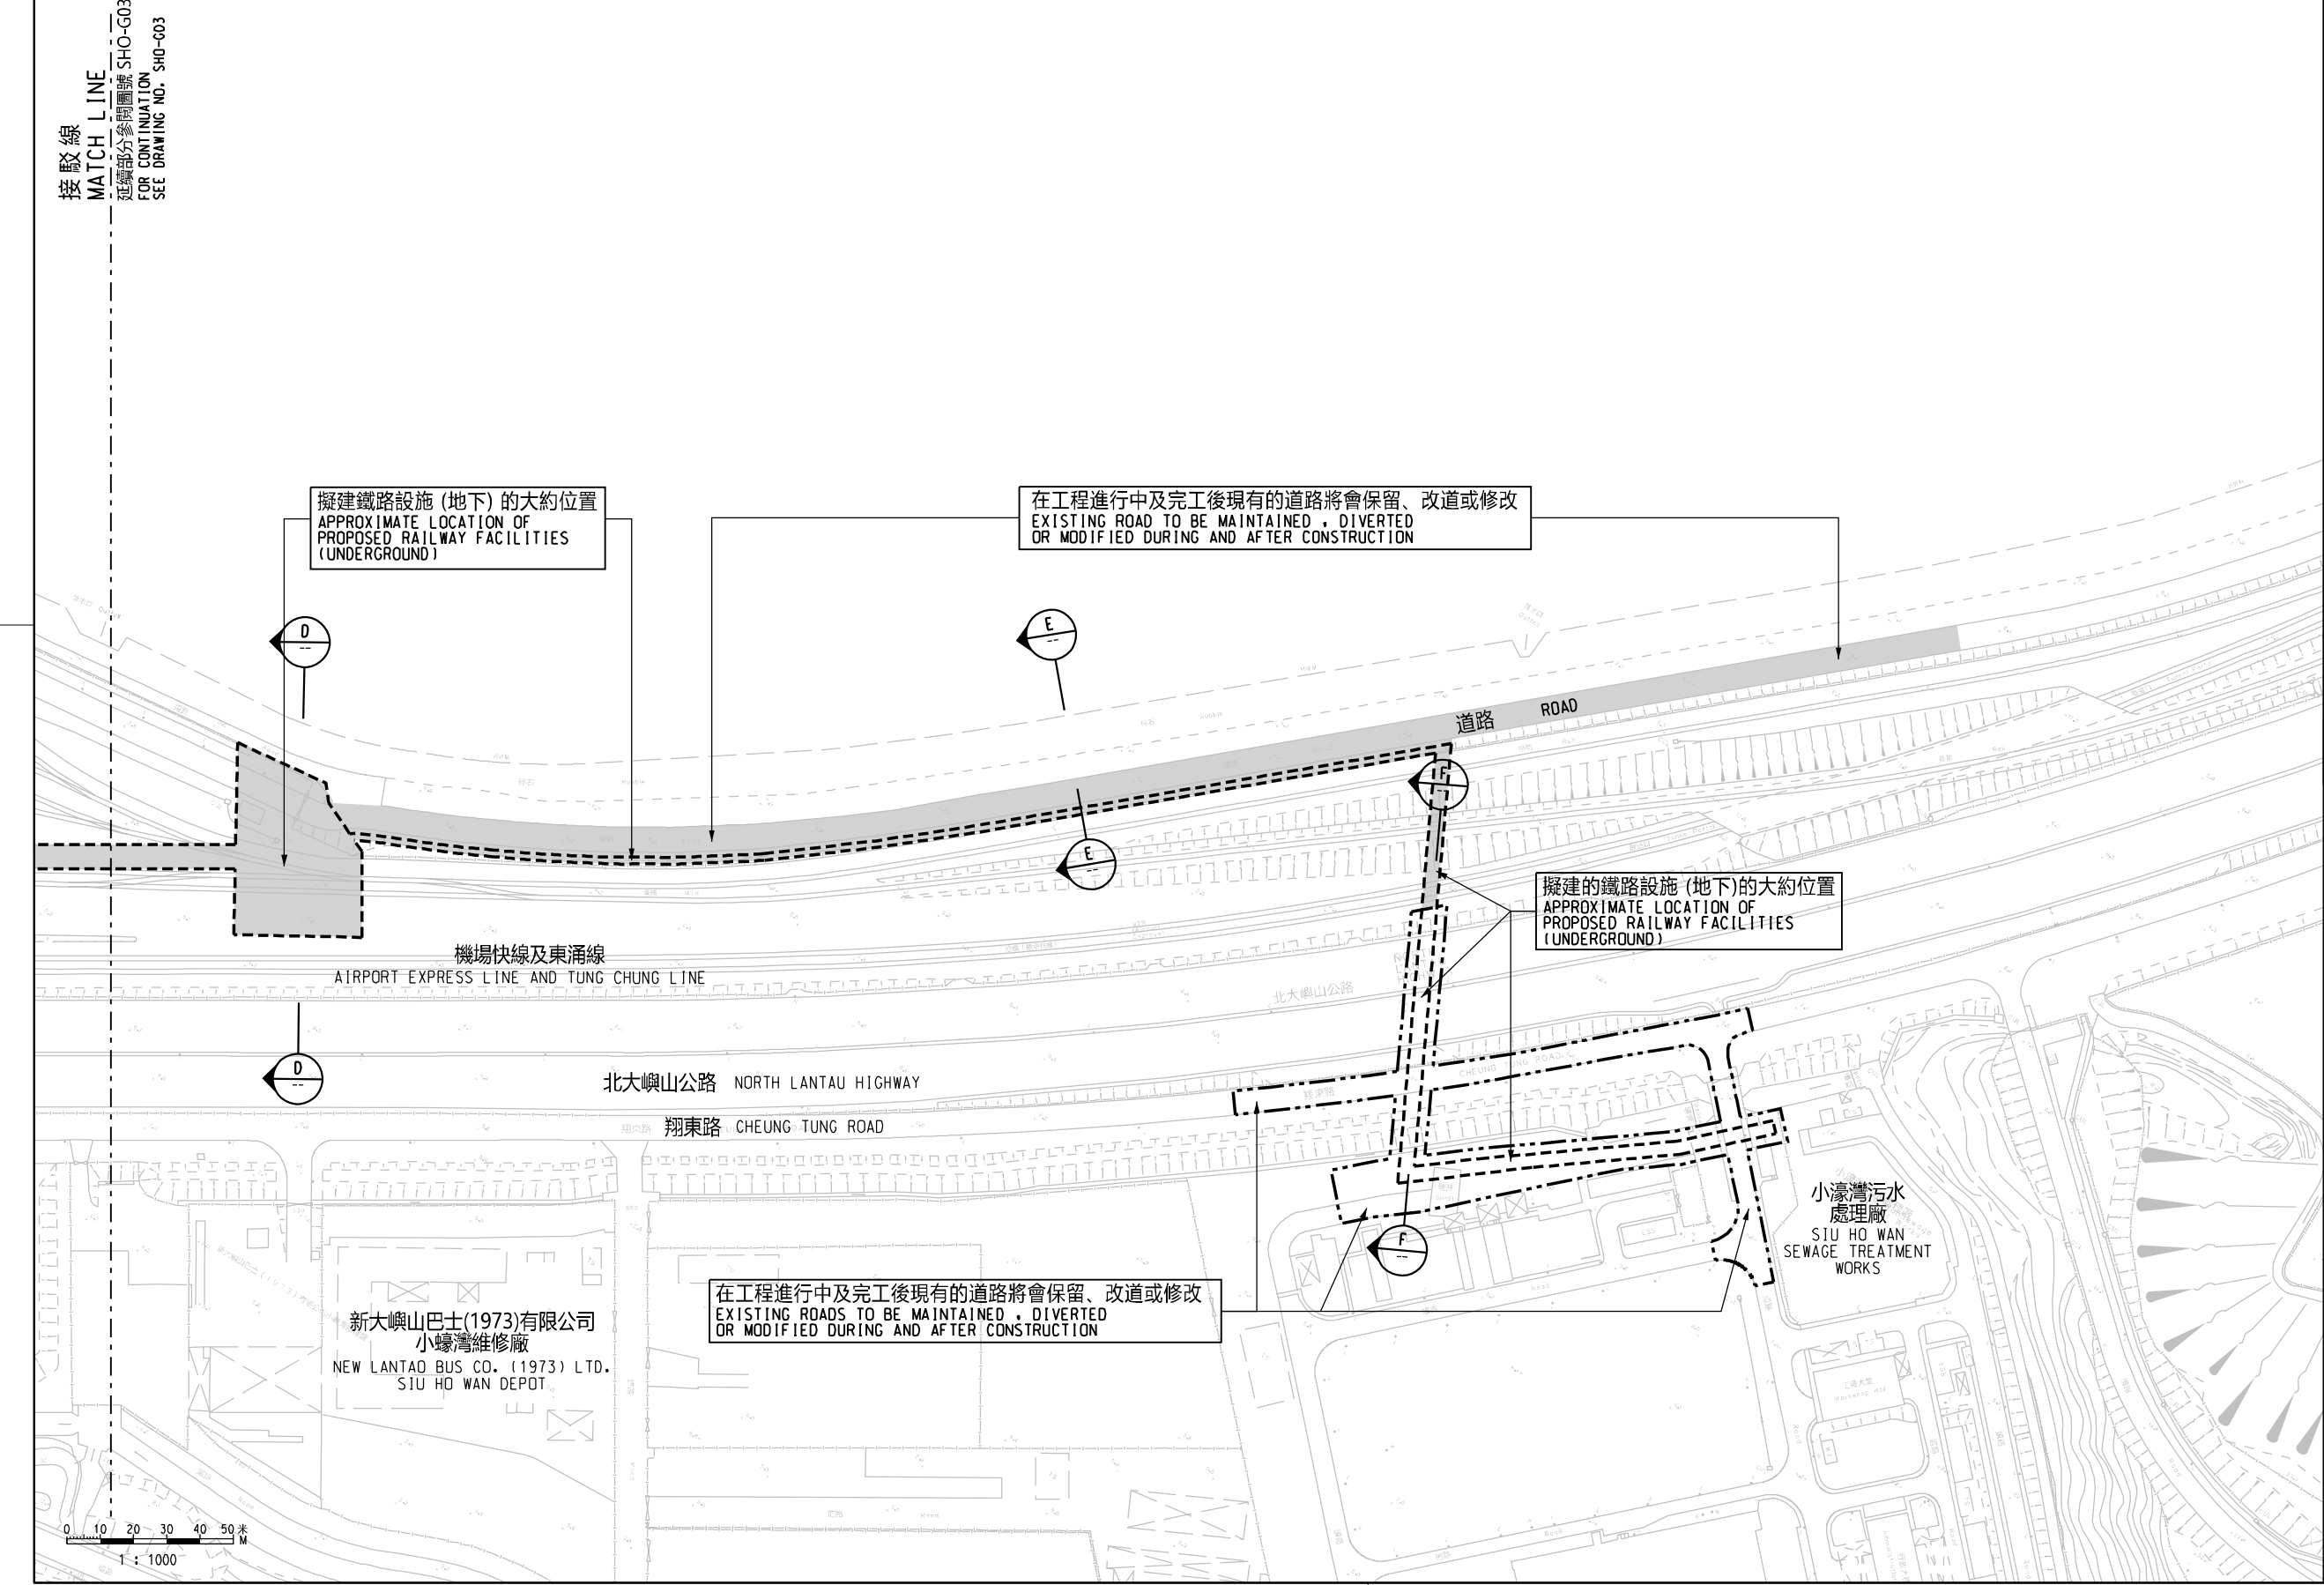 接駁線
MATCH LINE
延續部分參閱圖號 SHO-G03
FOR CONTINUATION
SEE DRAWING NO. SHO-G03
擬建鐵路設施 (地下) 的大約位置
APPROXIMATE LOCATION OF
PROPOSED RAILWAY FACILITIES
(UNDERGROUND)
在工程進行中及完工後現有的道路將會保留、改道或修改
EXISTING ROAD TO BE MAINTAINED , DIVERTED
OR MODIFIED DURING AND AFTER CONSTRUCTION
D
--
E
--
道路 ROAD
F
--
E
--
擬建的鐵路設施 (地下)的大約位置
APPROXIMATE LOCATION OF
PROPOSED RAILWAY FACILITIES
(UNDERGROUND)
機場快線及東涌線
AIRPORT EXPRESS LINE AND TUNG CHUNG LINE
北大嶼山公路
D
--
北大嶼山公路 NORTH LANTAU HIGHWAY
CHEUNG TUNG ROAD
翔東路
翔東路 CHEUNG TUNG ROAD
小濠灣污水
處理廠
SIU HO WAN
SEWAGE TREATMENT
WORKS
F
--
在工程進行中及完工後現有的道路將會保留、改道或修改
EXISTING ROADS TO BE MAINTAINED , DIVERTED
OR MODIFIED DURING AND AFTER CONSTRUCTION
新大嶼山巴士(1973)有限公司
小蠔灣維修廠
NEW LANTAO BUS CO. (1973) LTD.
SIU HO WAN DEPOT
0 10 20 30 40 50 米
M
1 : 1000